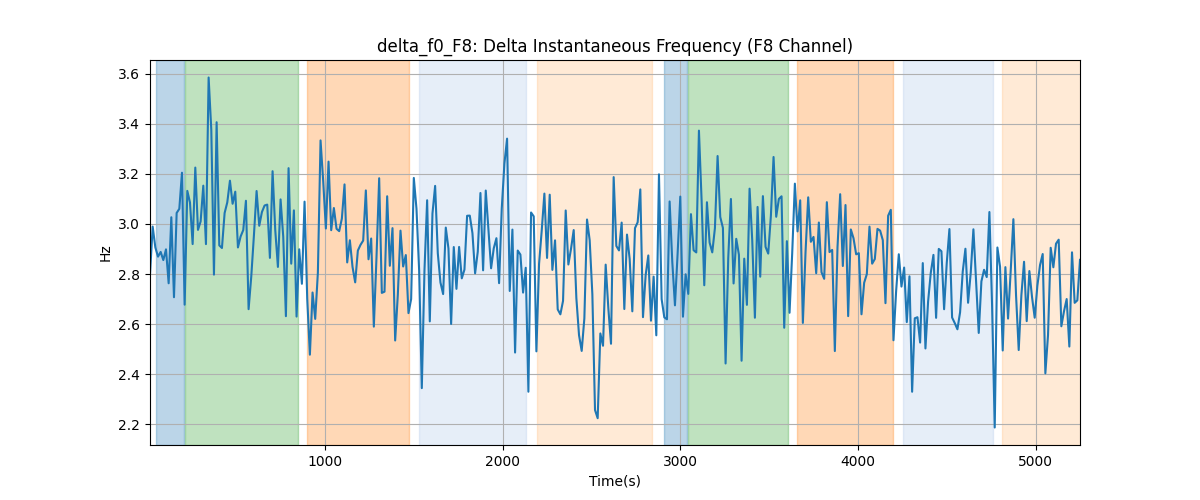 delta_f0_F8: Delta Instantaneous Frequency (F8 Channel)
3.6
3.4
3.2
3.0
2.8
2.6
2.4
2.2
Hz
1000 2000 3000 4000 5000
Time(s)